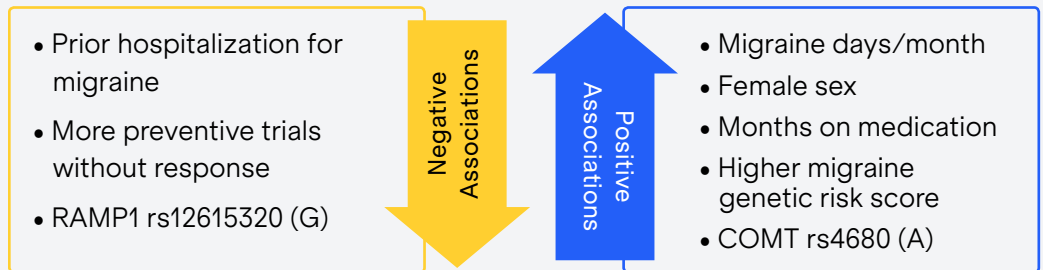 • Prior hospitalization for
migraine
• More preventive trials
without response
• RAMP1 rs12615320 (G)
Negative
Associations
Positive
Associations
• Migraine days/month
• Female sex
• Months on medication
• Higher migraine
genetic risk score
• COMT rs4680 (A)